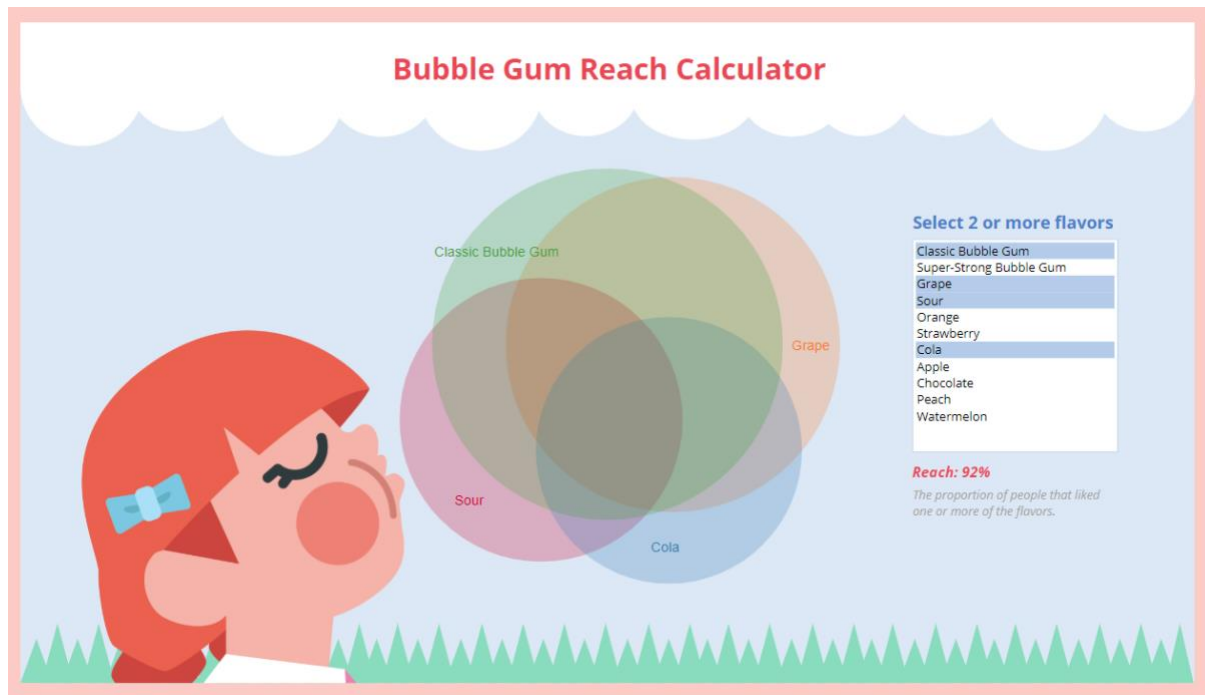 Bubble Gum Reach Calculator
Classic Bubble Gum
Grape
Sour
Cola
Select 2 or more flavors
Classic Bubble Gum
Super-Strong Bubble Gum
Grape
Sour
Orange
Strawberry
Cola
Apple
Chocolate
Peach
Watermelon
Reach: 92%
The proportion of people that liked
one or more of the flavors.